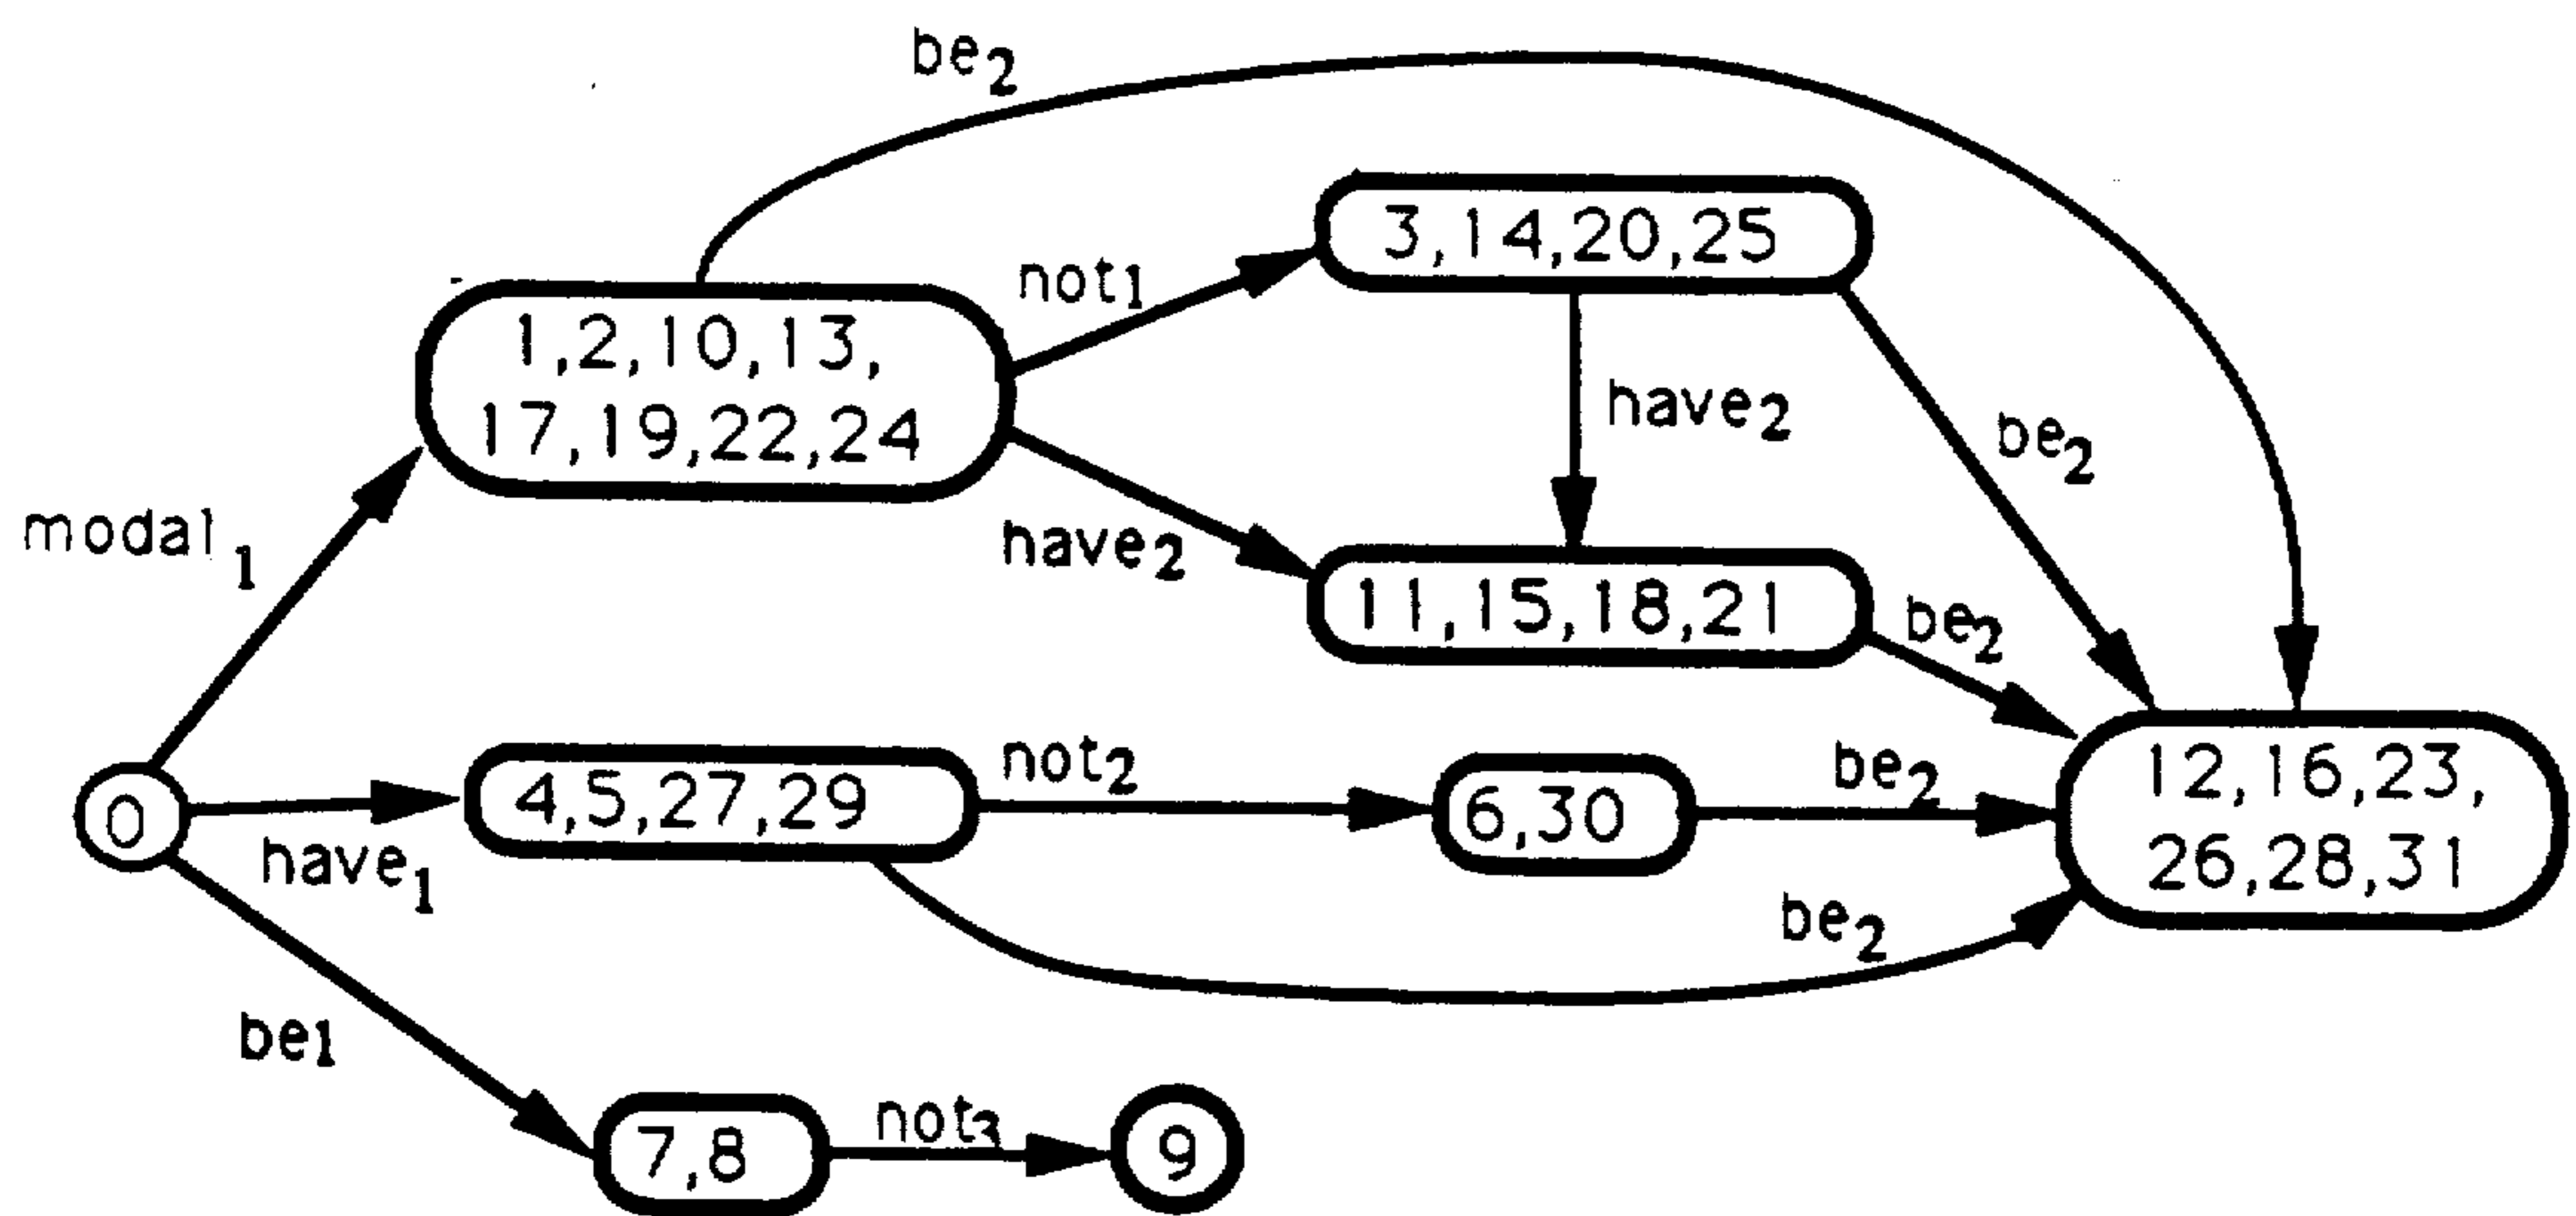 be2
3,14,20,25
not1
1,2,10,13,
17,19,22,24
have2
be2
modal1
have2
11,15,18,21
be2
not2
be2
12,16,23,
26,28,31
4,5,27,29
6,30
0
have1
be2
be1
not3
7,8
9